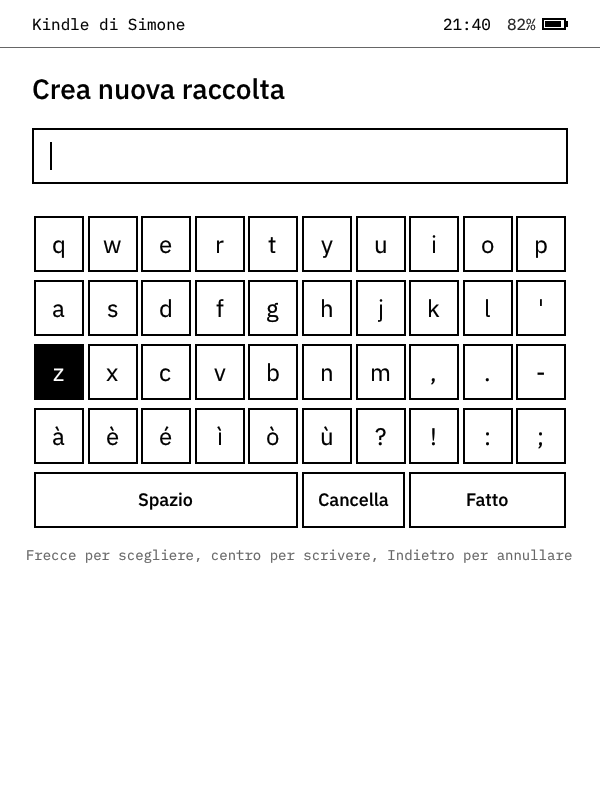 Kindle di Simone 21:40 82%
Crea nuova raccolta
q w e r t y u i o p
a s d f g h j k l '
z x c v b n m , . -
à è é ì ò ù ? ! : ;
Spazio Cancella Fatto
Frecce per scegliere, centro per scrivere, Indietro per annullare